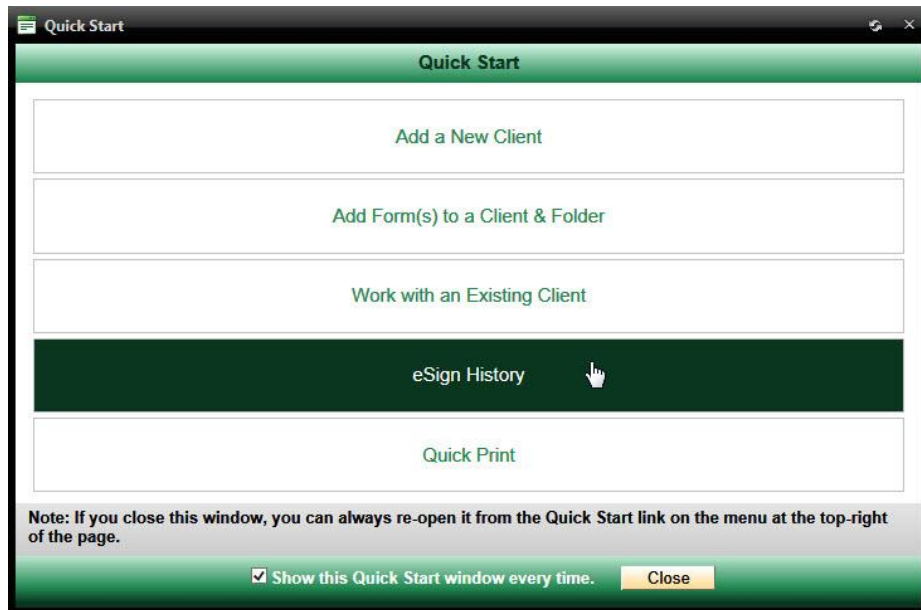 Quick Start
Quick Start
Add a New Client
Add Form(s) to a Client & Folder
Work with an Existing Client
eSign History
Quick Print
Note: If you close this window, you can always re-open it from the Quick Start link on the menu at the top-right
of the page.
Show this Quick Start window every time.
Close